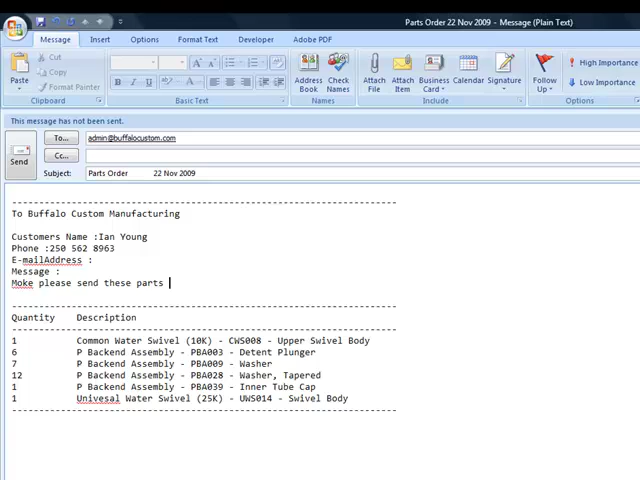 Parts Order 22 Nov 2009 - Message (Plain Text)
Message Insert Options Format Text Developer Adobe PDF
Paste
Cut
Copy
Format Painter
Clipboard
B I U
Basic Text
Address Book
Check Names
Names
Attach File
Attach Item
Business Card
Calendar
Signature
Include
Follow Up
High Importance
Low Importance
Options
This message has not been sent.
Send
To... admin@buffalocustom.com
Cc...
Subject: Parts Order 22 Nov 2009
----------------------------------------------------------------------
To Buffalo Custom Manufacturing
Customers Name :Ian Young
Phone :250 562 8963
E-mailAddress :
Message :
Moke please send these parts
----------------------------------------------------------------------
Quantity Description
----------------------------------------------------------------------
1 Common Water Swivel (10K) - CWS008 - Upper Swivel Body
6 P Backend Assembly - PBA003 - Detent Plunger
7 P Backend Assembly - PBA009 - Washer
12 P Backend Assembly - PBA028 - Washer, Tapered
1 P Backend Assembly - PBA039 - Inner Tube Cap
1 Univesal Water Swivel (25K) - UWS014 - Swivel Body
----------------------------------------------------------------------